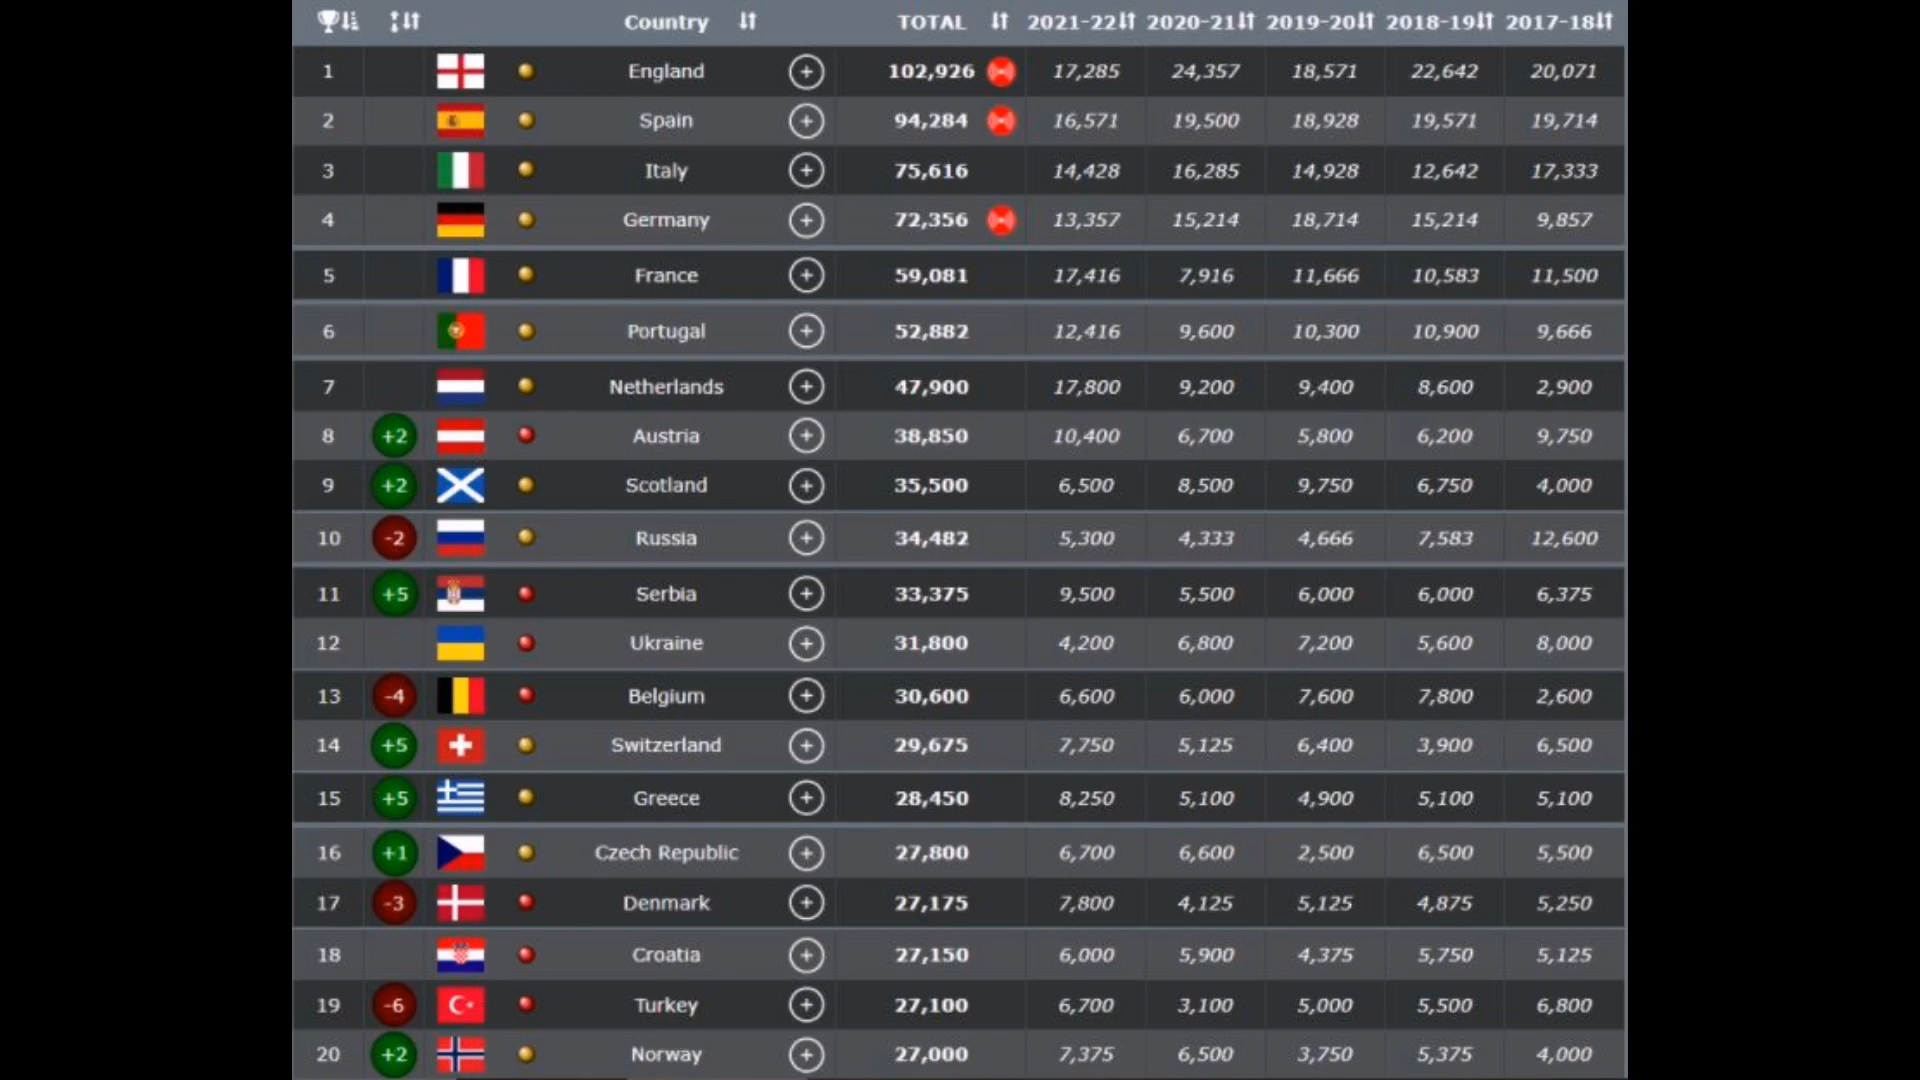 Country TOTAL 2021-22 2020-21 2019-20 2018-19 2017-18
1 England 102,926 17,285 24,357 18,571 22,642 20,071
2 Spain 94,284 16,571 19,500 18,928 19,571 19,714
3 Italy 75,616 14,428 16,285 14,928 12,642 17,333
4 Germany 72,356 13,357 15,214 18,714 15,214 9,857
5 France 59,081 17,416 7,916 11,666 10,583 11,500
6 Portugal 52,882 12,416 9,600 10,300 10,900 9,666
7 Netherlands 47,900 17,800 9,200 9,400 8,600 2,900
8 +2 Austria 38,850 10,400 6,700 5,800 6,200 9,750
9 +2 Scotland 35,500 6,500 8,500 9,750 6,750 4,000
10 -2 Russia 34,482 5,300 4,333 4,666 7,583 12,600
11 +5 Serbia 33,375 9,500 5,500 6,000 6,000 6,375
12 Ukraine 31,800 4,200 6,800 7,200 5,600 8,000
13 -4 Belgium 30,600 6,600 6,000 7,600 7,800 2,600
14 +5 Switzerland 29,675 7,750 5,125 6,400 3,900 6,500
15 +5 Greece 28,450 8,250 5,100 4,900 5,100 5,100
16 +1 Czech Republic 27,800 6,700 6,600 2,500 6,500 5,500
17 -3 Denmark 27,175 7,800 4,125 5,125 4,875 5,250
18 Croatia 27,150 6,000 5,900 4,375 5,750 5,125
19 -6 Turkey 27,100 6,700 3,100 5,000 5,500 6,800
20 +2 Norway 27,000 7,375 6,500 3,750 5,375 4,000